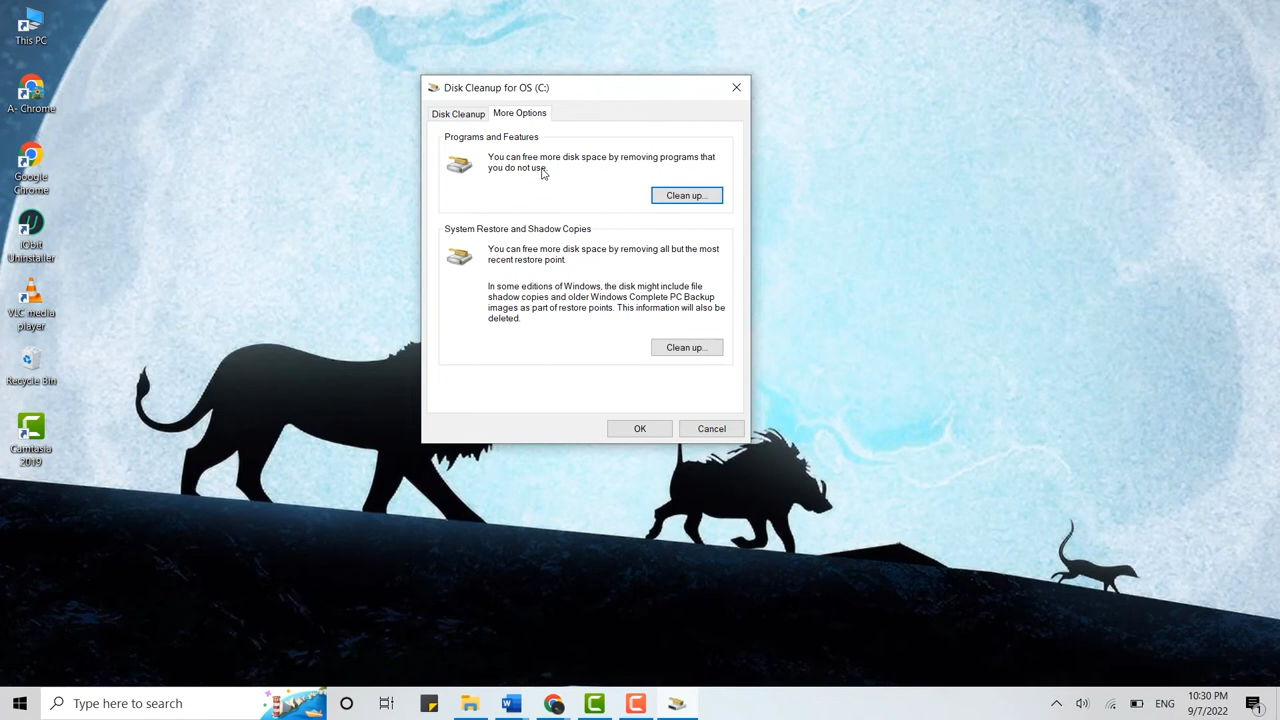 This PC
A- Chrome
Google
Chrome
IObit
Uninstaller
VLC media
player
Recycle Bin
Camtasia
2019
Disk Cleanup for OS (C:)
Disk Cleanup
More Options
Programs and Features
You can free more disk space by removing programs that
you do not use.
Clean up...
System Restore and Shadow Copies
You can free more disk space by removing all but the most
recent restore point.
In some editions of Windows, the disk might include file
shadow copies and older Windows Complete PC Backup
images as part of restore points. This information will also be
deleted.
Clean up...
OK
Cancel
Type here to search
ENG
10:30 PM
9/7/2022
1